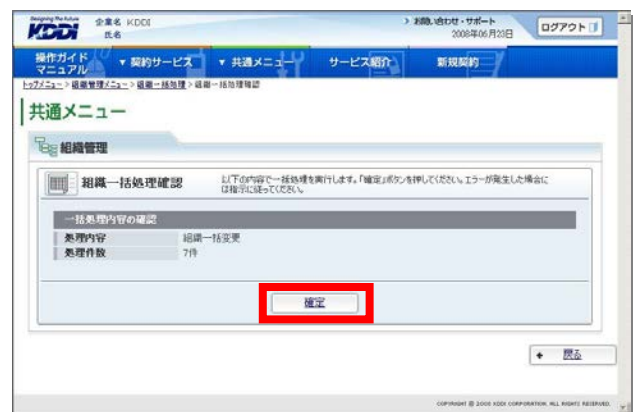 Designing The Future
KDDI
企業名 KDDI
氏名
> お問い合わせ・サポート
2008年06月20日
ログアウト
操作ガイド
マニュアル
▼ 契約サービス
▼ 共通メニュー
サービス紹介
新規契約
トップメニュー > 組織管理メニュー > 組織一括処理 > 組織一括処理確認
共通メニュー
組織管理
組織一括処理確認
以下の内容で一括処理を実行します。「確定」ボタンを押してください。エラーが発生した場合に
は指示に従ってください。
一括処理内容の確認
処理内容 組織一括変更
処理件数 7件
確定
戻る
COPYRIGHT © 2008 KDDI CORPORATION. ALL RIGHTS RESERVED.